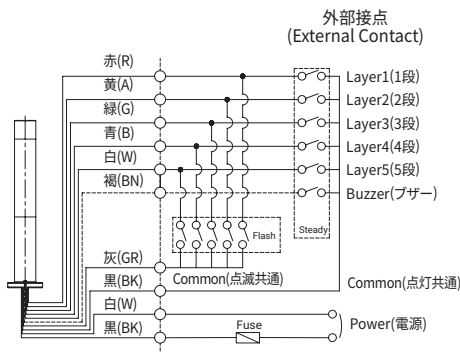 外部接点
(External Contact)
赤(R)
黄(A)
緑(G)
青(B)
白(W)
褐(BN)
Layer1(1段)
Layer2(2段)
Layer3(3段)
Layer4(4段)
Layer5(5段)
Buzzer(ブザー)
Flash
Steady
灰(GR)
黒(BK)
白(W)
黒(BK)
Common(点滅共通)
Common(点灯共通)
Fuse
Power(電源)